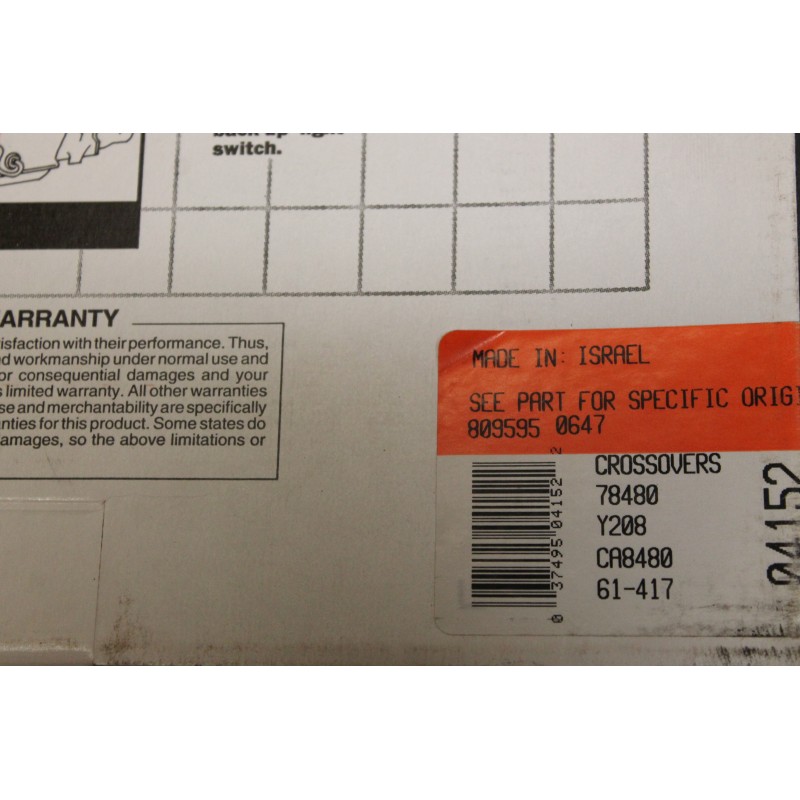 back-up light
switch.
ARRANTY
isfaction with their performance. Thus,
d workmanship under normal use and
or consequential damages and your
s limited warranty. All other warranties
se and merchantability are specifically
nties for this product. Some states do
amages, so the above limitations or
MADE IN: ISRAEL
SEE PART FOR SPECIFIC ORIGI
809595 0647
CROSSOVERS
78480
Y208
CA8480
61-417
0 37495 04152 2
04152